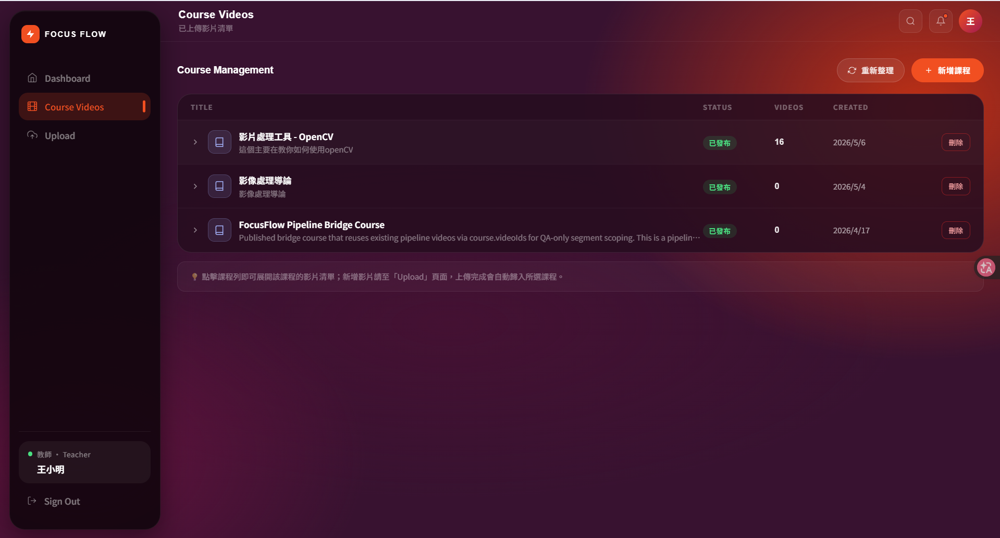 FOCUS FLOW
Dashboard
Course Videos
Upload
教師 • Teacher
王小明
Sign Out
Course Videos
已上傳影片清單
王
Course Management
重新整理
+ 新增課程
TITLE STATUS VIDEOS CREATED
影片處理工具 - OpenCV
這個主要在教你如何使用openCV
已發布 16 2026/5/6 刪除
影像處理導論
影像處理導論
已發布 0 2026/5/4 刪除
FocusFlow Pipeline Bridge Course
Published bridge course that reuses existing pipeline videos via course.videoIds for QA-only segment scoping. This is a pipelin…
已發布 0 2026/4/17 刪除
點擊課程列即可展開該課程的影片清單；新增影片請至「Upload」頁面，上傳完成會自動歸入所選課程。